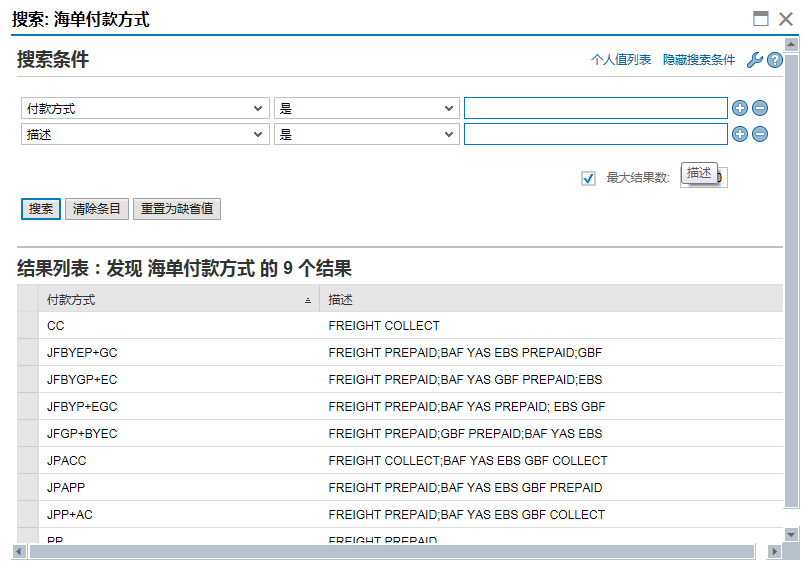 搜索: 海单付款方式
搜索条件
个人值列表 隐藏搜索条件
付款方式 是
描述 是
最大结果数: 描述
搜索 清除条目 重置为缺省值
结果列表：发现 海单付款方式 的 9 个结果
付款方式 描述
CC FREIGHT COLLECT
JFBYEP+GC FREIGHT PREPAID;BAF YAS EBS PREPAID;GBF
JFBYGP+EC FREIGHT PREPAID;BAF YAS GBF PREPAID;EBS
JFBYP+EGC FREIGHT PREPAID;BAF YAS PREPAID; EBS GBF
JFGP+BYEC FREIGHT PREPAID;GBF PREPAID;BAF YAS EBS
JPACC FREIGHT COLLECT;BAF YAS EBS GBF COLLECT
JPAPP FREIGHT PREPAID;BAF YAS EBS GBF PREPAID
JPP+AC FREIGHT PREPAID;BAF YAS EBS GBF COLLECT
PP FREIGHT PREPAID